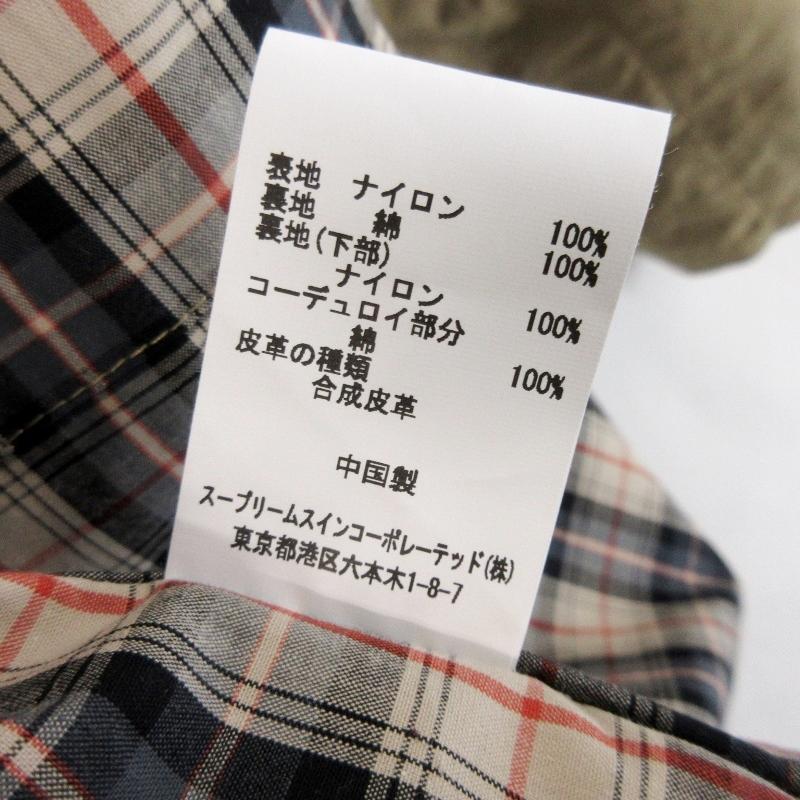 表地 ナイロン 100%
裏地 綿 100%
裏地(下部)
ナイロン 100%
コーデュロイ部分
綿 100%
皮革の種類
合成皮革
中国製
スープリームスインコーポレーテッド(株)
東京都港区六本木1-8-7